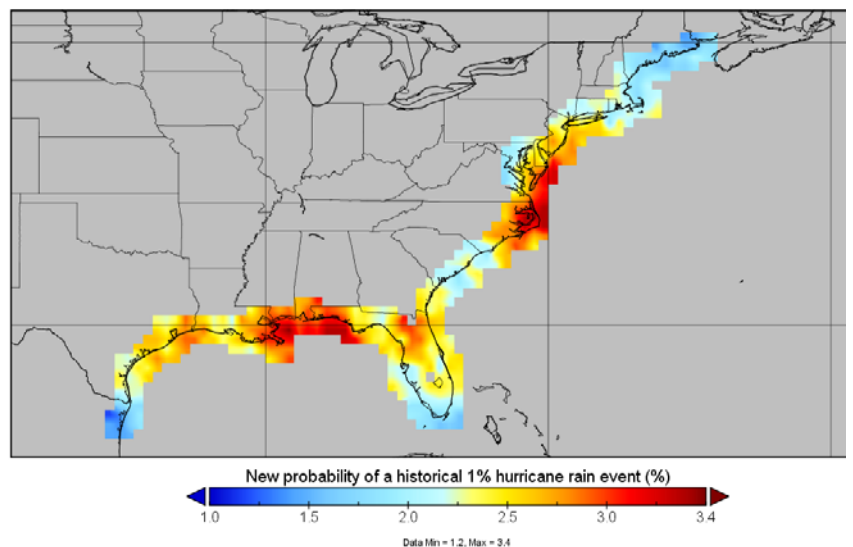 New probability of a historical 1% hurricane rain event (%)
1.0 1.5 2.0 2.5 3.0 3.4
Data Min = 1.2, Max = 3.4